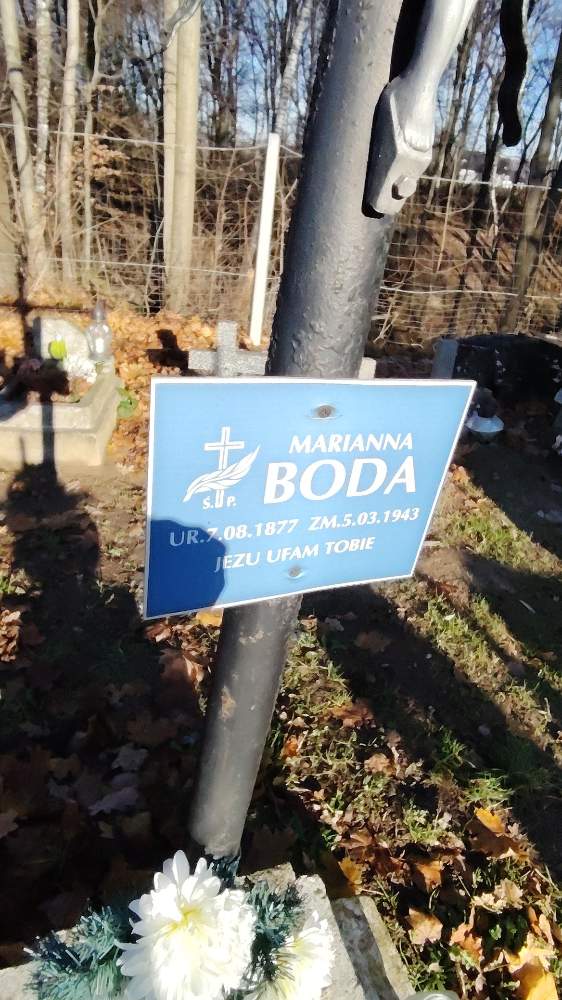 MARIANNA
BODA
S. P.
UR.7.08.1877 ZM.5.03.1943
JEZU UFAM TOBIE